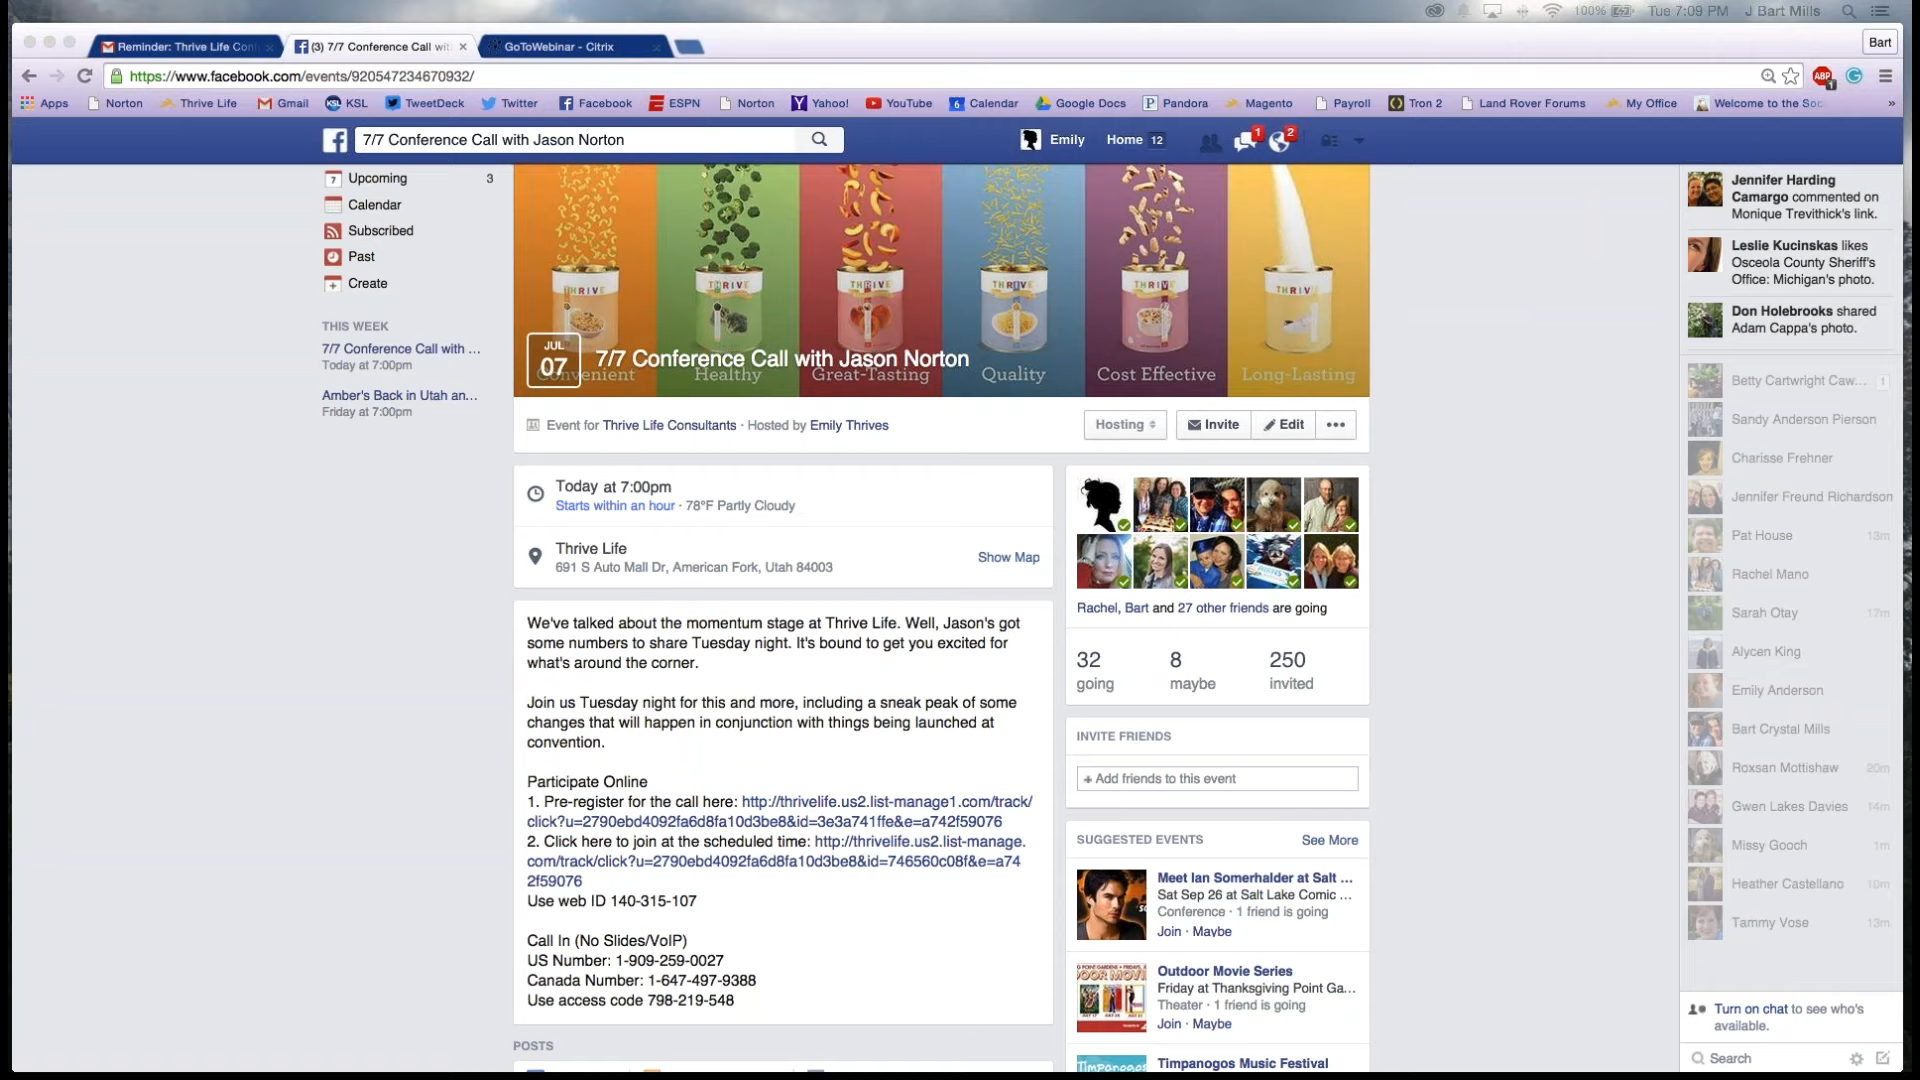 100% Tue 7:09 PM J Bart Mills
Reminder: Thrive Life Con
(3) 7/7 Conference Call wit
GoToWebinar - Citrix
Bart
https://www.facebook.com/events/920547234670932/
ABP 1
Apps Norton Thrive Life Gmail KSL TweetDeck Twitter Facebook ESPN Norton Yahoo! YouTube Calendar Google Docs Pandora Magento Payroll Tron 2 Land Rover Forums My Office Welcome to the Soc »
7/7 Conference Call with Jason Norton
Emily Home 12 1 2
Upcoming 3
Calendar
Subscribed
Past
Create
THIS WEEK
7/7 Conference Call with ...
Today at 7:00pm
Amber's Back in Utah an...
Friday at 7:00pm
THRIVE THRIVE THRIVE THRIVE THRIVE THRIVE
JUL
07
7/7 Conference Call with Jason Norton
Convenient Healthy Great-Tasting Quality Cost Effective Long-Lasting
Event for Thrive Life Consultants · Hosted by Emily Thrives
Hosting Invite Edit •••
Today at 7:00pm
Starts within an hour · 78°F Partly Cloudy
Thrive Life
691 S Auto Mall Dr, American Fork, Utah 84003
Show Map
We've talked about the momentum stage at Thrive Life. Well, Jason's got
some numbers to share Tuesday night. It's bound to get you excited for
what's around the corner.
Join us Tuesday night for this and more, including a sneak peak of some
changes that will happen in conjunction with things being launched at
convention.
Participate Online
1. Pre-register for the call here: http://thrivelife.us2.list-manage1.com/track/
click?u=2790ebd4092fa6d8fa10d3be8&id=3e3a741ffe&e=a742f59076
2. Click here to join at the scheduled time: http://thrivelife.us2.list-manage.
com/track/click?u=2790ebd4092fa6d8fa10d3be8&id=746560c08f&e=a74
2f59076
Use web ID 140-315-107
Call In (No Slides/VoIP)
US Number: 1-909-259-0027
Canada Number: 1-647-497-9388
Use access code 798-219-548
POSTS
Rachel, Bart and 27 other friends are going
32 8 250
going maybe invited
INVITE FRIENDS
+ Add friends to this event
SUGGESTED EVENTS See More
Meet Ian Somerhalder at Salt ...
Sat Sep 26 at Salt Lake Comic ...
Conference · 1 friend is going
Join · Maybe
Outdoor Movie Series
Friday at Thanksgiving Point Ga...
Theater · 1 friend is going
Join · Maybe
Timpanogos Music Festival
Jennifer Harding
Camargo commented on
Monique Trevithick's link.
Leslie Kucinskas likes
Osceola County Sheriff's
Office: Michigan's photo.
Don Holebrooks shared
Adam Cappa's photo.
Betty Cartwright Caw... 1
Sandy Anderson Pierson
Charisse Frehner
Jennifer Freund Richardson
Pat House 13m
Rachel Mano
Sarah Otay 17m
Alycen King
Emily Anderson
Bart Crystal Mills
Roxsan Mottishaw 20m
Gwen Lakes Davies 14m
Missy Gooch 1m
Heather Castellano 10m
Tammy Vose 13m
Turn on chat to see who's
available.
Search